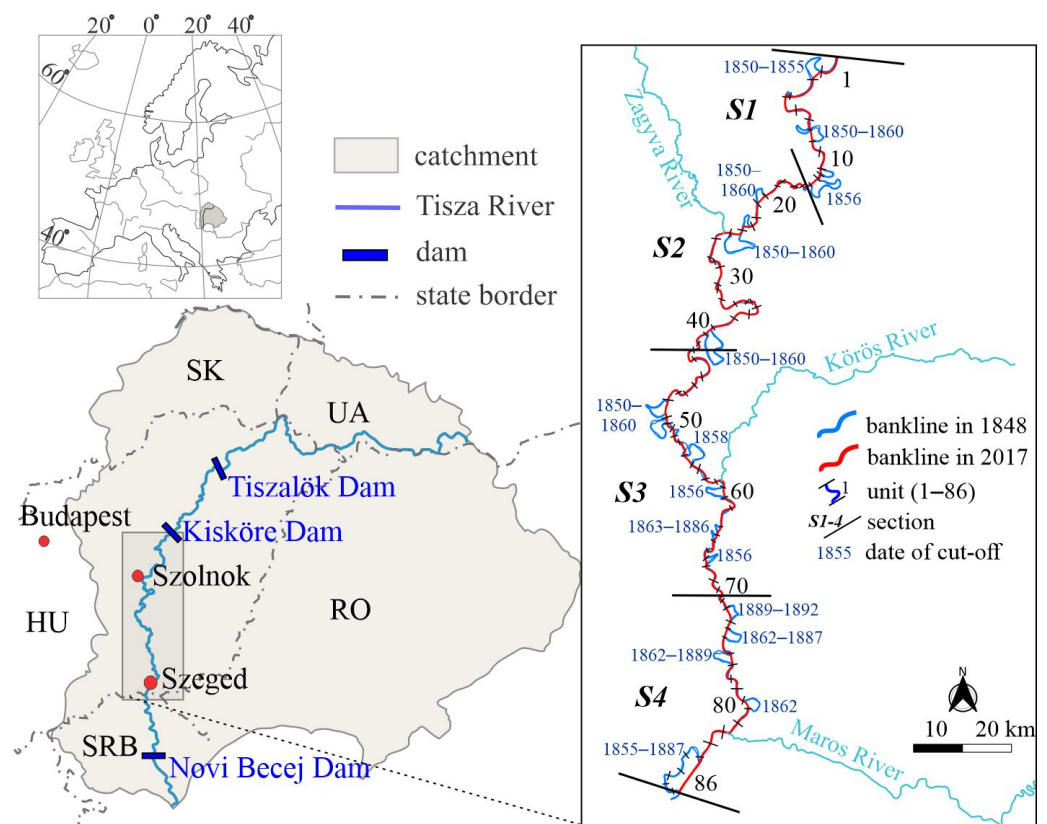 20° 0° 20° 40°
60°
40°
catchment
Tisza River
dam
state border
SK
UA
Tiszalök Dam
Budapest
Kisköre Dam
Szolnok
HU
RO
Szeged
SRB
Novi Becej Dam
1850–1855
1
S1
Zagyva River
1850–1860
10
1850–
1860
20
1856
S2
1850–1860
30
40
1850–1860
Körös River
1850–
1860
50
1858
bankline in 1848
bankline in 2017
1 unit (1–86)
S1-4 section
1855 date of cut-off
S3
1856
60
1863–1886
1856
70
1889–1892
1862–1887
1862–1889
S4
80
1862
N
10 20 km
Maros River
1855–1887
86